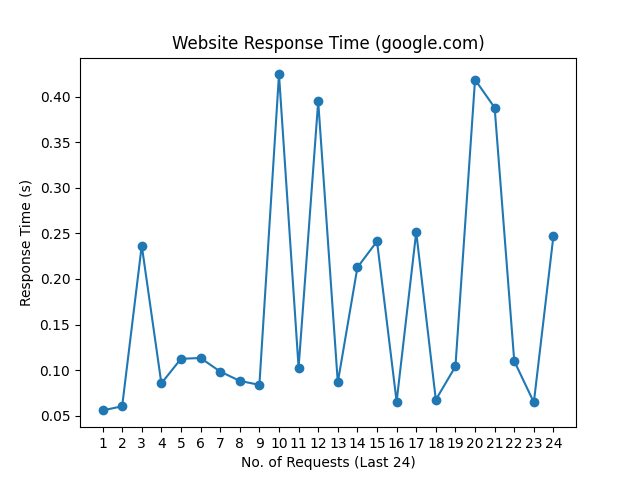 Website Response Time (google.com)
Response Time (s)
0.40
0.35
0.30
0.25
0.20
0.15
0.10
0.05
1 2 3 4 5 6 7 8 9 10 11 12 13 14 15 16 17 18 19 20 21 22 23 24
No. of Requests (Last 24)